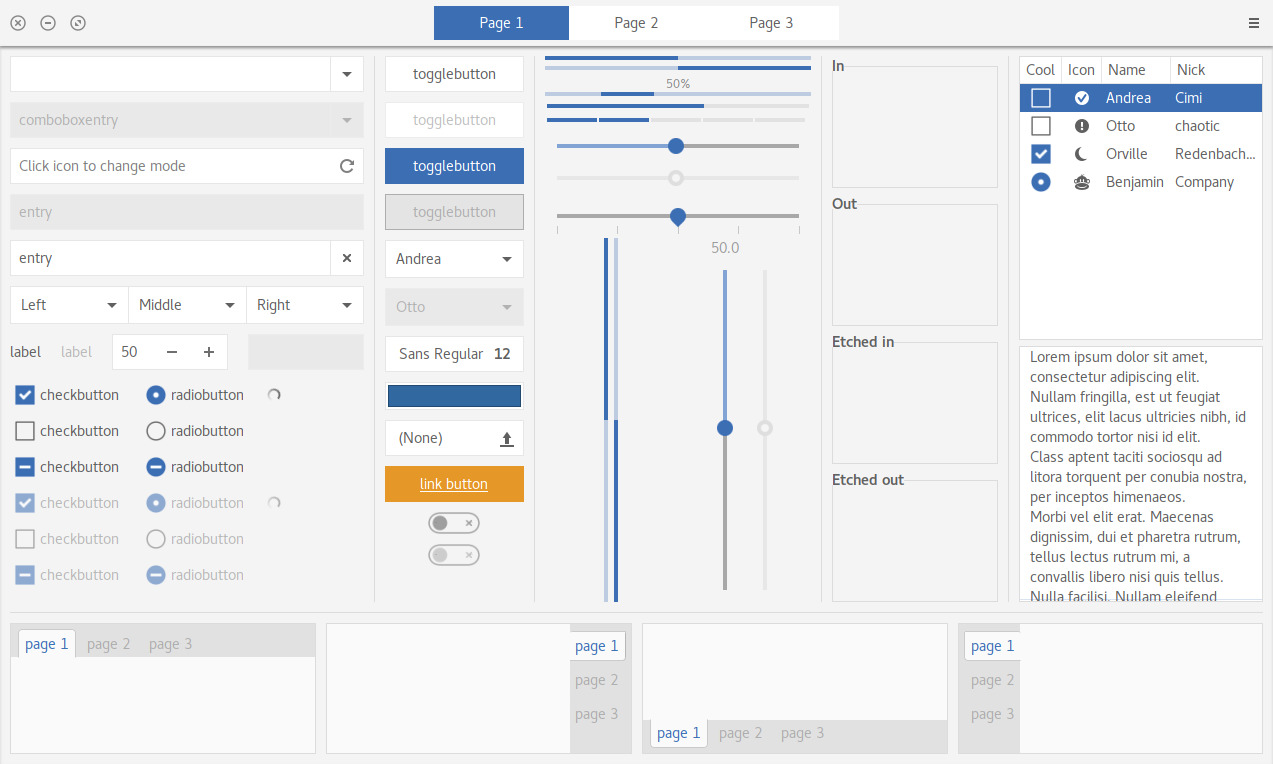 Page 1
Page 2
Page 3
comboboxentry
Click icon to change mode
entry
entry
Left
Middle
Right
label
label
50
checkbutton
radiobutton
checkbutton
radiobutton
checkbutton
radiobutton
checkbutton
radiobutton
checkbutton
radiobutton
checkbutton
radiobutton
togglebutton
togglebutton
togglebutton
togglebutton
Andrea
Otto
Sans Regular 12
(None)
link button
50%
50.0
In
Out
Etched in
Etched out
Cool Icon Name Nick
Andrea Cimi
Otto chaotic
Orville Redenbach...
Benjamin Company
Lorem ipsum dolor sit amet,
consectetur adipiscing elit.
Nullam fringilla, est ut feugiat
ultrices, elit lacus ultricies nibh, id
commodo tortor nisi id elit.
Class aptent taciti sociosqu ad
litora torquent per conubia nostra,
per inceptos himenaeos.
Morbi vel elit erat. Maecenas
dignissim, dui et pharetra rutrum,
tellus lectus rutrum mi, a
convallis libero nisi quis tellus.
Nulla facilisi. Nullam eleifend
page 1
page 2
page 3
page 1
page 2
page 3
page 1
page 2
page 3
page 1
page 2
page 3